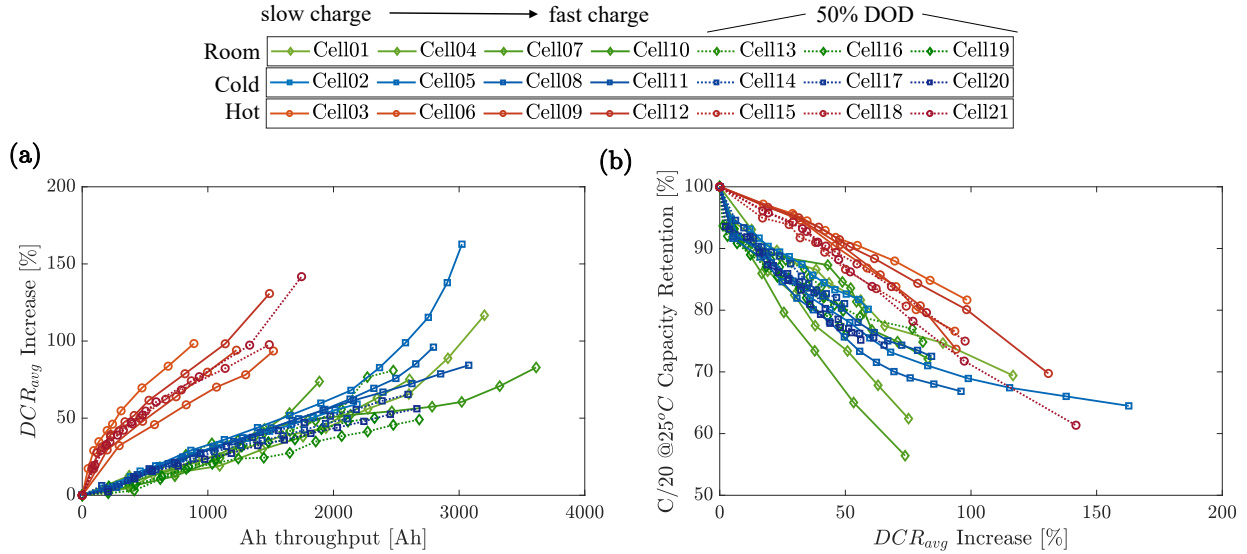 slow charge fast charge 50% DOD
Room Cell01 Cell04 Cell07 Cell10 Cell13 Cell16 Cell19
Cold Cell02 Cell05 Cell08 Cell11 Cell14 Cell17 Cell20
Hot Cell03 Cell06 Cell09 Cell12 Cell15 Cell18 Cell21
(a)
DCRavg Increase [%]
200
150
100
50
0
0 1000 2000 3000 4000
Ah throughput [Ah]
(b)
C/20 @25°C Capacity Retention [%]
100
90
80
70
60
50
0 50 100 150 200
DCRavg Increase [%]